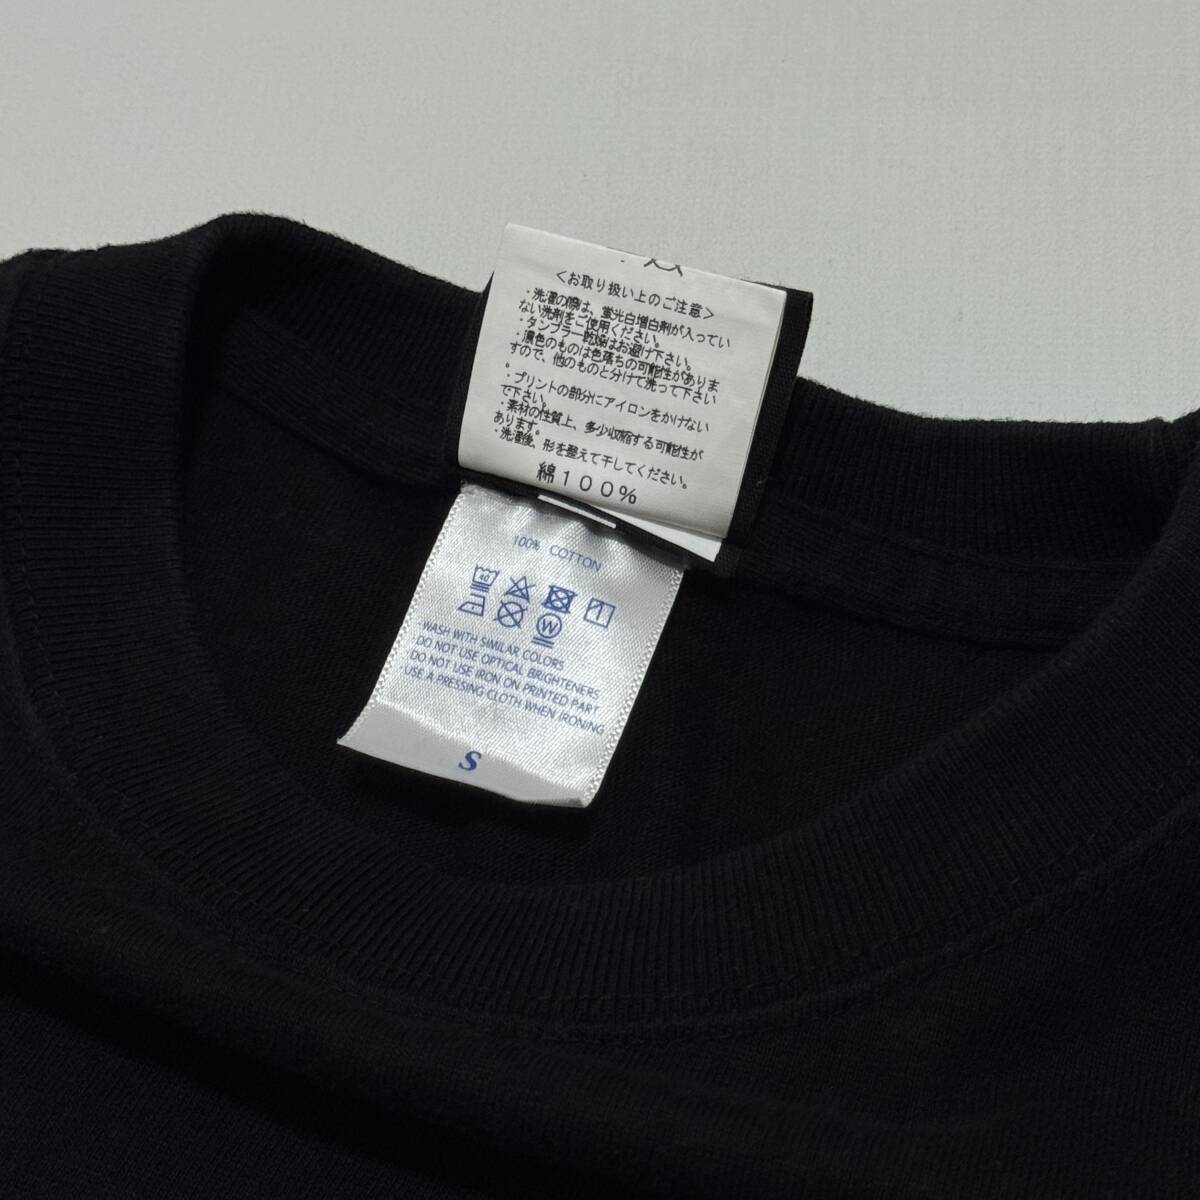 <お取り扱い上のご注意>
・洗濯の際は、蛍光白増白剤が入ってい
ない洗剤をご使用ください。
・タンブラー乾燥はお避け下さい。
・濃色のものは色落ちの可能性がありま
すので、他のものと分けて洗って下さい
。
・プリントの部分にアイロンをかけない
で下さい。
・素材の性質上、多少収縮する可能性が
あります。
・洗濯後、形を整えて干してください。
綿100%
100% COTTON
40
W
WASH WITH SIMILAR COLORS
DO NOT USE OPTICAL BRIGHTENERS
DO NOT USE IRON ON PRINTED PART
USE A PRESSING CLOTH WHEN IRONING
S